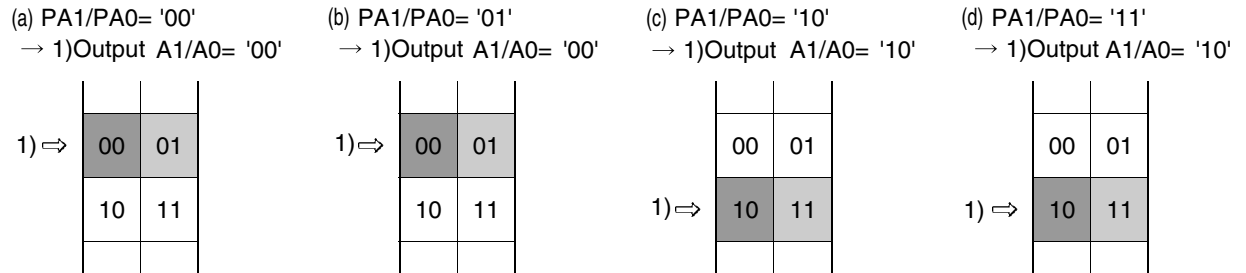 (a) PA1/PA0= '00'
→ 1)Output A1/A0= '00'
1)⇨ 00 01
10 11
(b) PA1/PA0= '01'
→ 1)Output A1/A0= '00'
1)⇨ 00 01
10 11
(c) PA1/PA0= '10'
→ 1)Output A1/A0= '10'
00 01
1)⇨ 10 11
(d) PA1/PA0= '11'
→ 1)Output A1/A0= '10'
00 01
1)⇨ 10 11